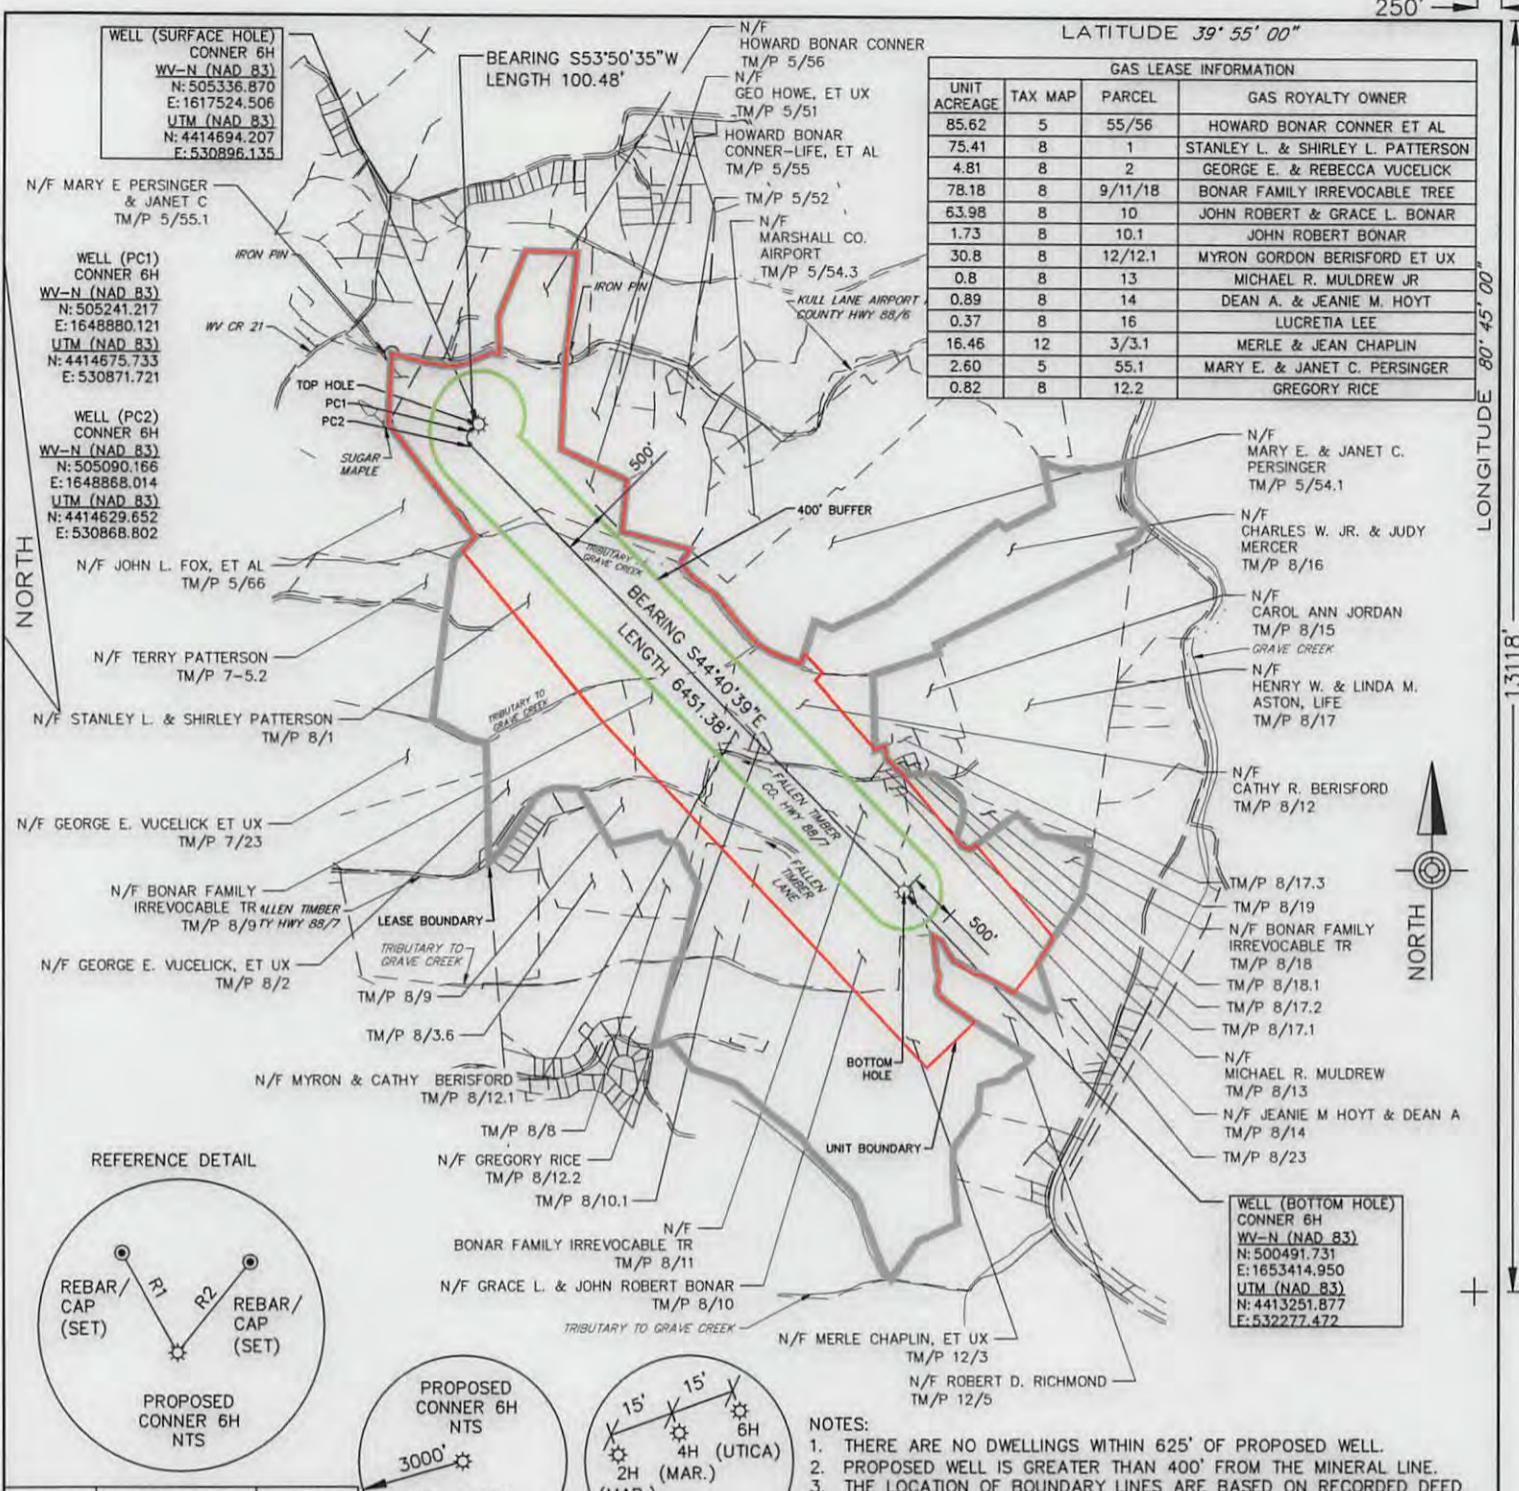 250'
LATITUDE 39° 55' 00"
WELL (SURFACE HOLE)
CONNER 6H
WV-N (NAD 83)
N: 505336.870
E: 1617524.506
UTM (NAD 83)
N: 4414694.207
E: 530896.135
BEARING S53°50'35"W
LENGTH 100.48'
N/F
HOWARD BONAR CONNER
TM/P 5/56
N/F
GEO HOWE, ET UX
TM/P 5/51
HOWARD BONAR
CONNER-LIFE, ET AL
TM/P 5/55
TM/P 5/52
N/F
MARSHALL CO.
AIRPORT
TM/P 5/54.3
KULL LANE AIRPORT
COUNTY HWY 88/6
GAS LEASE INFORMATION
UNIT ACREAGE TAX MAP PARCEL GAS ROYALTY OWNER
85.62 5 55/56 HOWARD BONAR CONNER ET AL
75.41 8 1 STANLEY L. & SHIRLEY L. PATTERSON
4.81 8 2 GEORGE E. & REBECCA VUCELICK
78.18 8 9/11/18 BONAR FAMILY IRREVOCABLE TREE
63.98 8 10 JOHN ROBERT & GRACE L. BONAR
1.73 8 10.1 JOHN ROBERT BONAR
30.8 8 12/12.1 MYRON GORDON BERISFORD ET UX
0.8 8 13 MICHAEL R. MULDREW JR
0.89 8 14 DEAN A. & JEANIE M. HOYT
0.37 8 16 LUCRETIA LEE
16.46 12 3/3.1 MERLE & JEAN CHAPLIN
2.60 5 55.1 MARY E. & JANET C. PERSINGER
0.82 8 12.2 GREGORY RICE
LONGITUDE 80° 45' 00"
13118'
N/F MARY E PERSINGER
& JANET C
TM/P 5/55.1
IRON PIN
IRON PIN
WV CR 21
WELL (PC1)
CONNER 6H
WV-N (NAD 83)
N: 505241.217
E: 1648880.121
UTM (NAD 83)
N: 4414675.733
E: 530871.721
TOP HOLE
PC1
PC2
SUGAR
MAPLE
WELL (PC2)
CONNER 6H
WV-N (NAD 83)
N: 505090.166
E: 1648868.014
UTM (NAD 83)
N: 4414629.652
E: 530868.802
NORTH
500'
400' BUFFER
TRIBUTARY TO
GRAVE CREEK
BEARING S44°40'39"E
LENGTH 6451.38'
N/F
MARY E. & JANET C.
PERSINGER
TM/P 5/54.1
N/F
CHARLES W. JR. & JUDY
MERCER
TM/P 8/16
N/F
CAROL ANN JORDAN
TM/P 8/15
GRAVE CREEK
N/F
HENRY W. & LINDA M.
ASTON, LIFE
TM/P 8/17
N/F
CATHY R. BERISFORD
TM/P 8/12
N/F JOHN L. FOX, ET AL
TM/P 5/66
N/F TERRY PATTERSON
TM/P 7-5.2
N/F STANLEY L. & SHIRLEY PATTERSON
TM/P 8/1
TRIBUTARY TO
GRAVE CREEK
N/F GEORGE E. VUCELICK ET UX
TM/P 7/23
N/F BONAR FAMILY
IRREVOCABLE TR
TM/P 8/9
ALLEN TIMBER
TY HWY 88/7
LEASE BOUNDARY
TRIBUTARY TO
GRAVE CREEK
N/F GEORGE E. VUCELICK, ET UX
TM/P 8/2
TM/P 8/9
TM/P 8/3.6
N/F MYRON & CATHY BERISFORD
TM/P 8/12.1
TM/P 8/8
N/F GREGORY RICE
TM/P 8/12.2
TM/P 8/10.1
N/F
BONAR FAMILY IRREVOCABLE TR
TM/P 8/11
N/F GRACE L. & JOHN ROBERT BONAR
TM/P 8/10
TRIBUTARY TO GRAVE CREEK
FALLEN TIMBER
CO. HWY 88/7
FALLEN
TIMBER
LANE
500'
BOTTOM
HOLE
UNIT BOUNDARY
TM/P 8/17.3
TM/P 8/19
N/F BONAR FAMILY
IRREVOCABLE TR
TM/P 8/18
TM/P 8/18.1
TM/P 8/17.2
TM/P 8/17.1
N/F
MICHAEL R. MULDREW
TM/P 8/13
N/F JEANIE M HOYT & DEAN A
TM/P 8/14
TM/P 8/23
NORTH
WELL (BOTTOM HOLE)
CONNER 6H
WV-N (NAD 83)
N: 500491.731
E: 1653414.950
UTM (NAD 83)
N: 4413251.877
E: 532277.472
N/F MERLE CHAPLIN, ET UX
TM/P 12/3
N/F ROBERT D. RICHMOND
TM/P 12/5
REFERENCE DETAIL
REBAR/
CAP
(SET)
R1
R2
REBAR/
CAP
(SET)
PROPOSED
CONNER 6H
NTS
PROPOSED
CONNER 6H
NTS
3000'
15'
15'
6H
(UTICA)
4H
(MAR.)
2H
(MAR.)
NOTES:
1. THERE ARE NO DWELLINGS WITHIN 625' OF PROPOSED WELL.
2. PROPOSED WELL IS GREATER THAN 400' FROM THE MINERAL LINE.
3. THE LOCATION OF BOUNDARY LINES ARE BASED ON RECORDED DEED